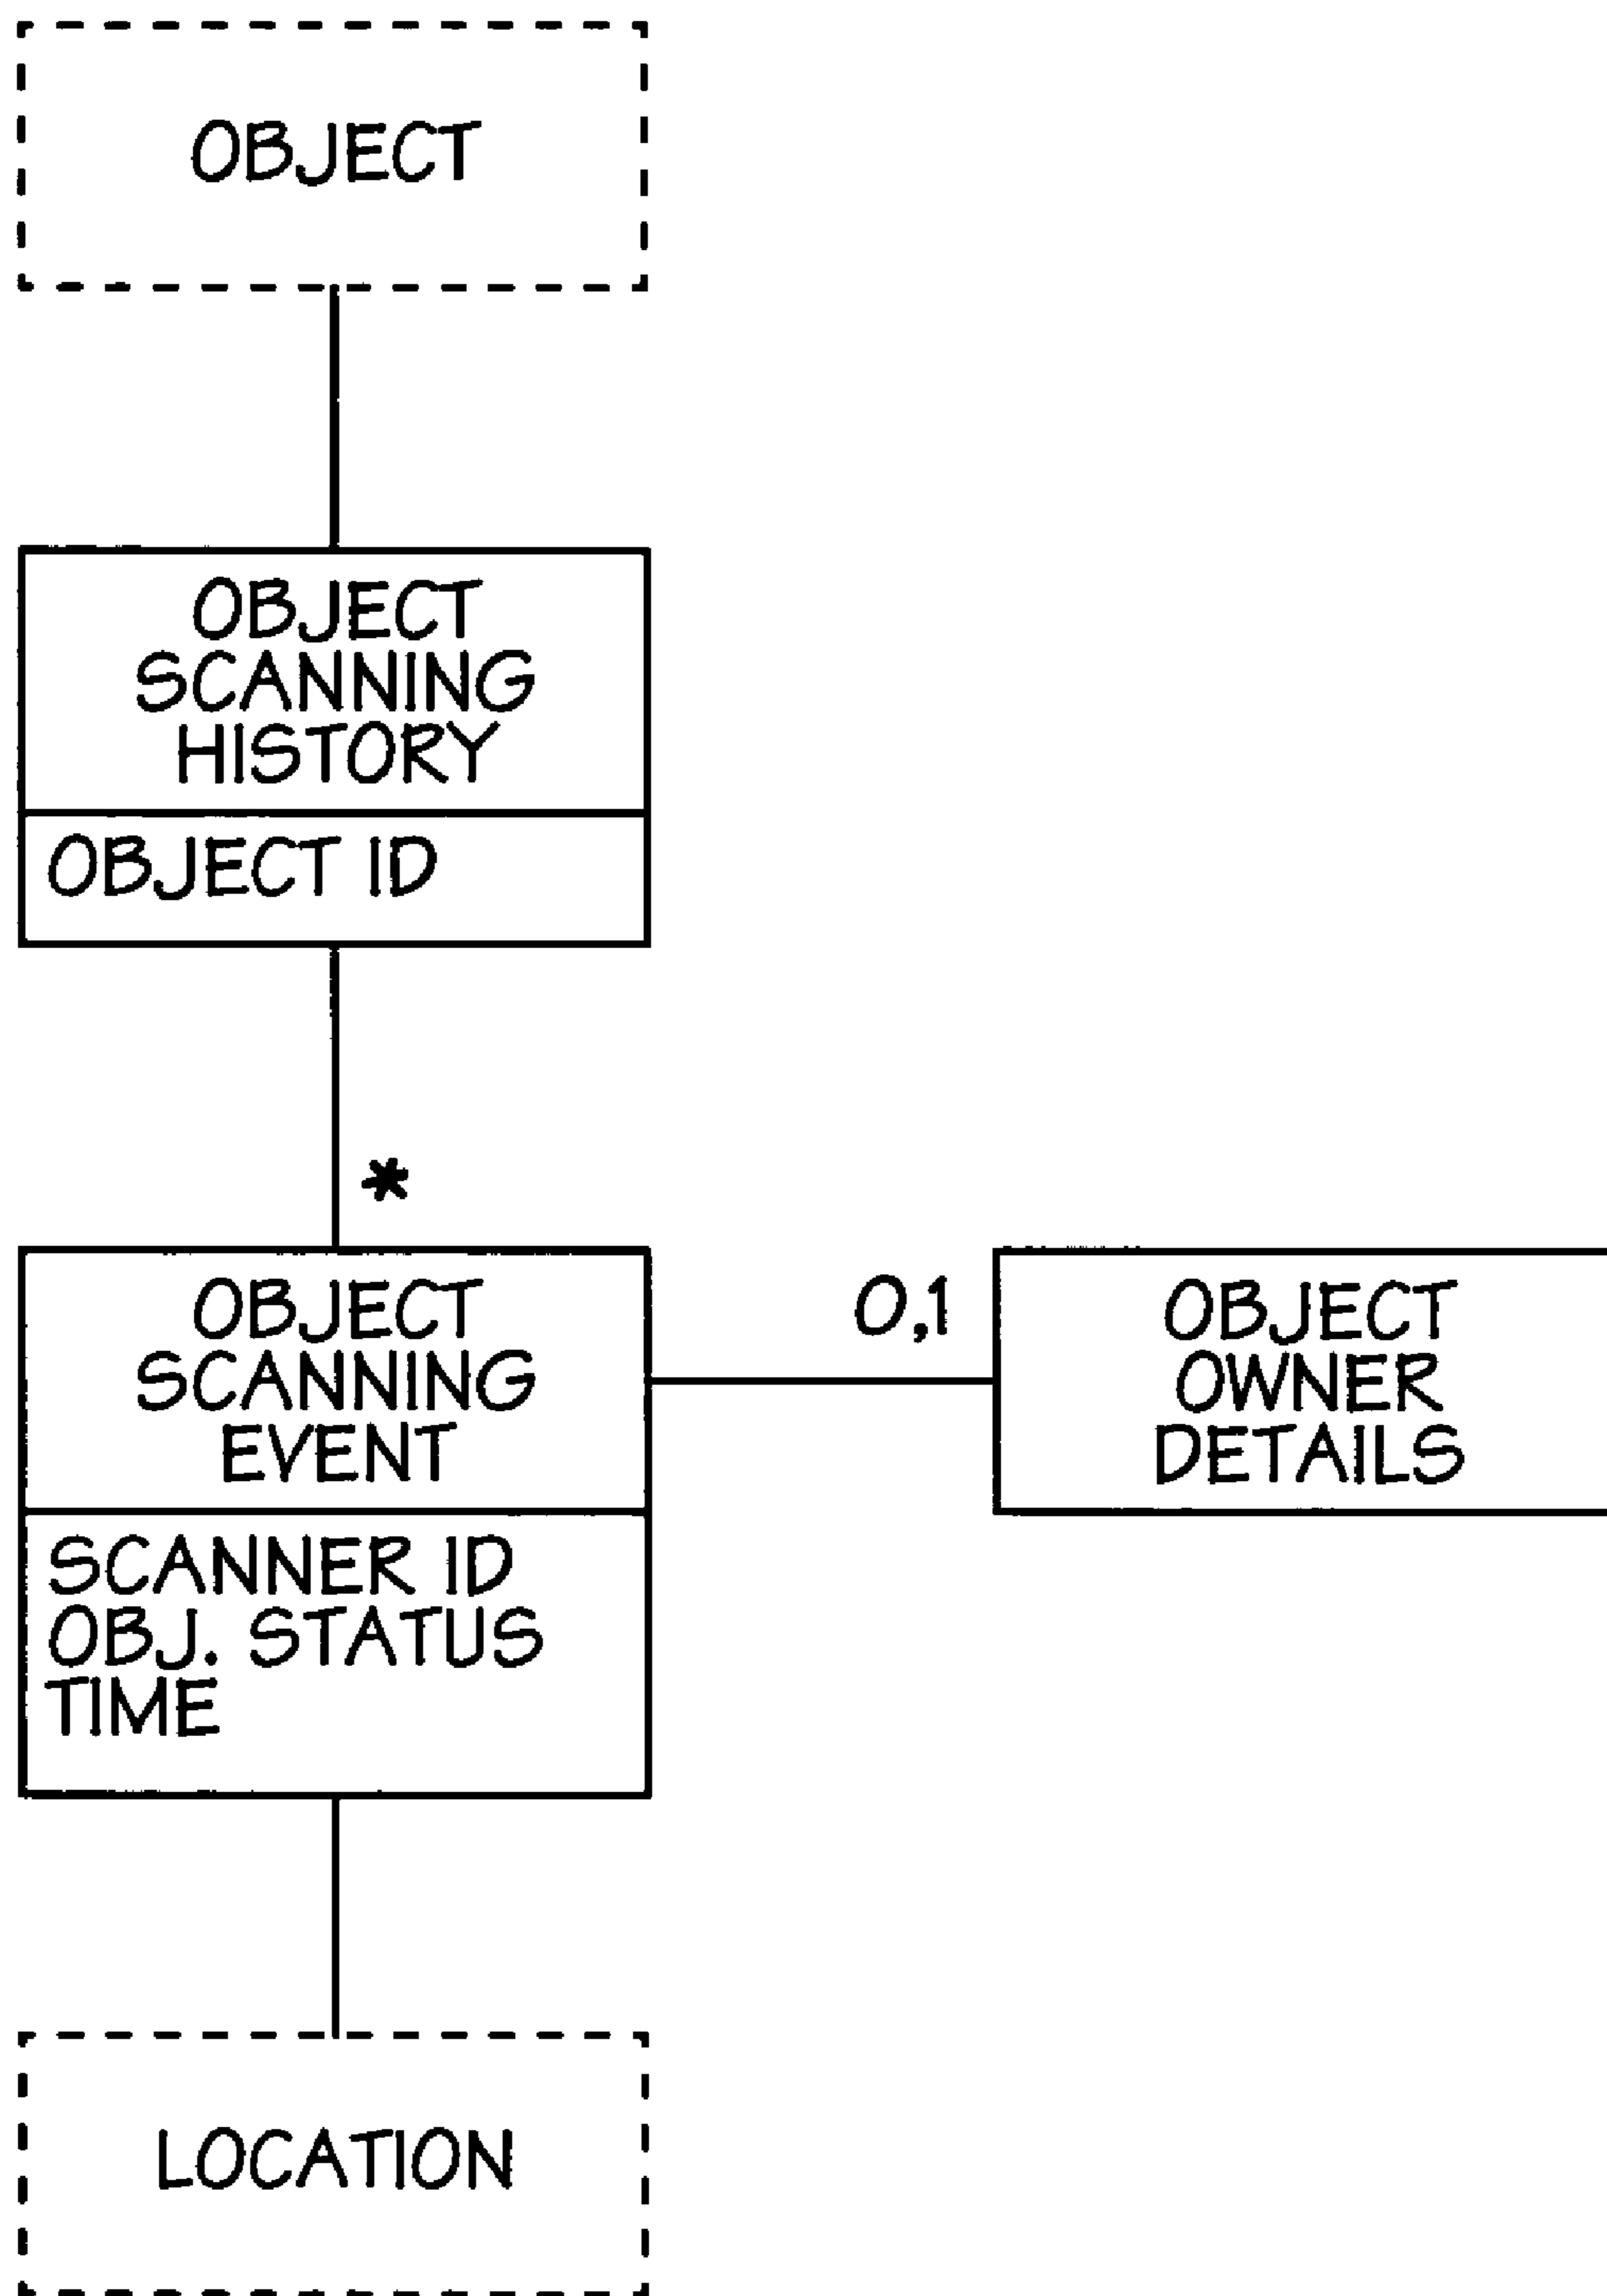 OBJECT
OBJECT
SCANNING
HISTORY
OBJECT ID
*
OBJECT
SCANNING
EVENT
SCANNER ID
OBJ. STATUS
TIME
0,1
OBJECT
OWNER
DETAILS
LOCATION